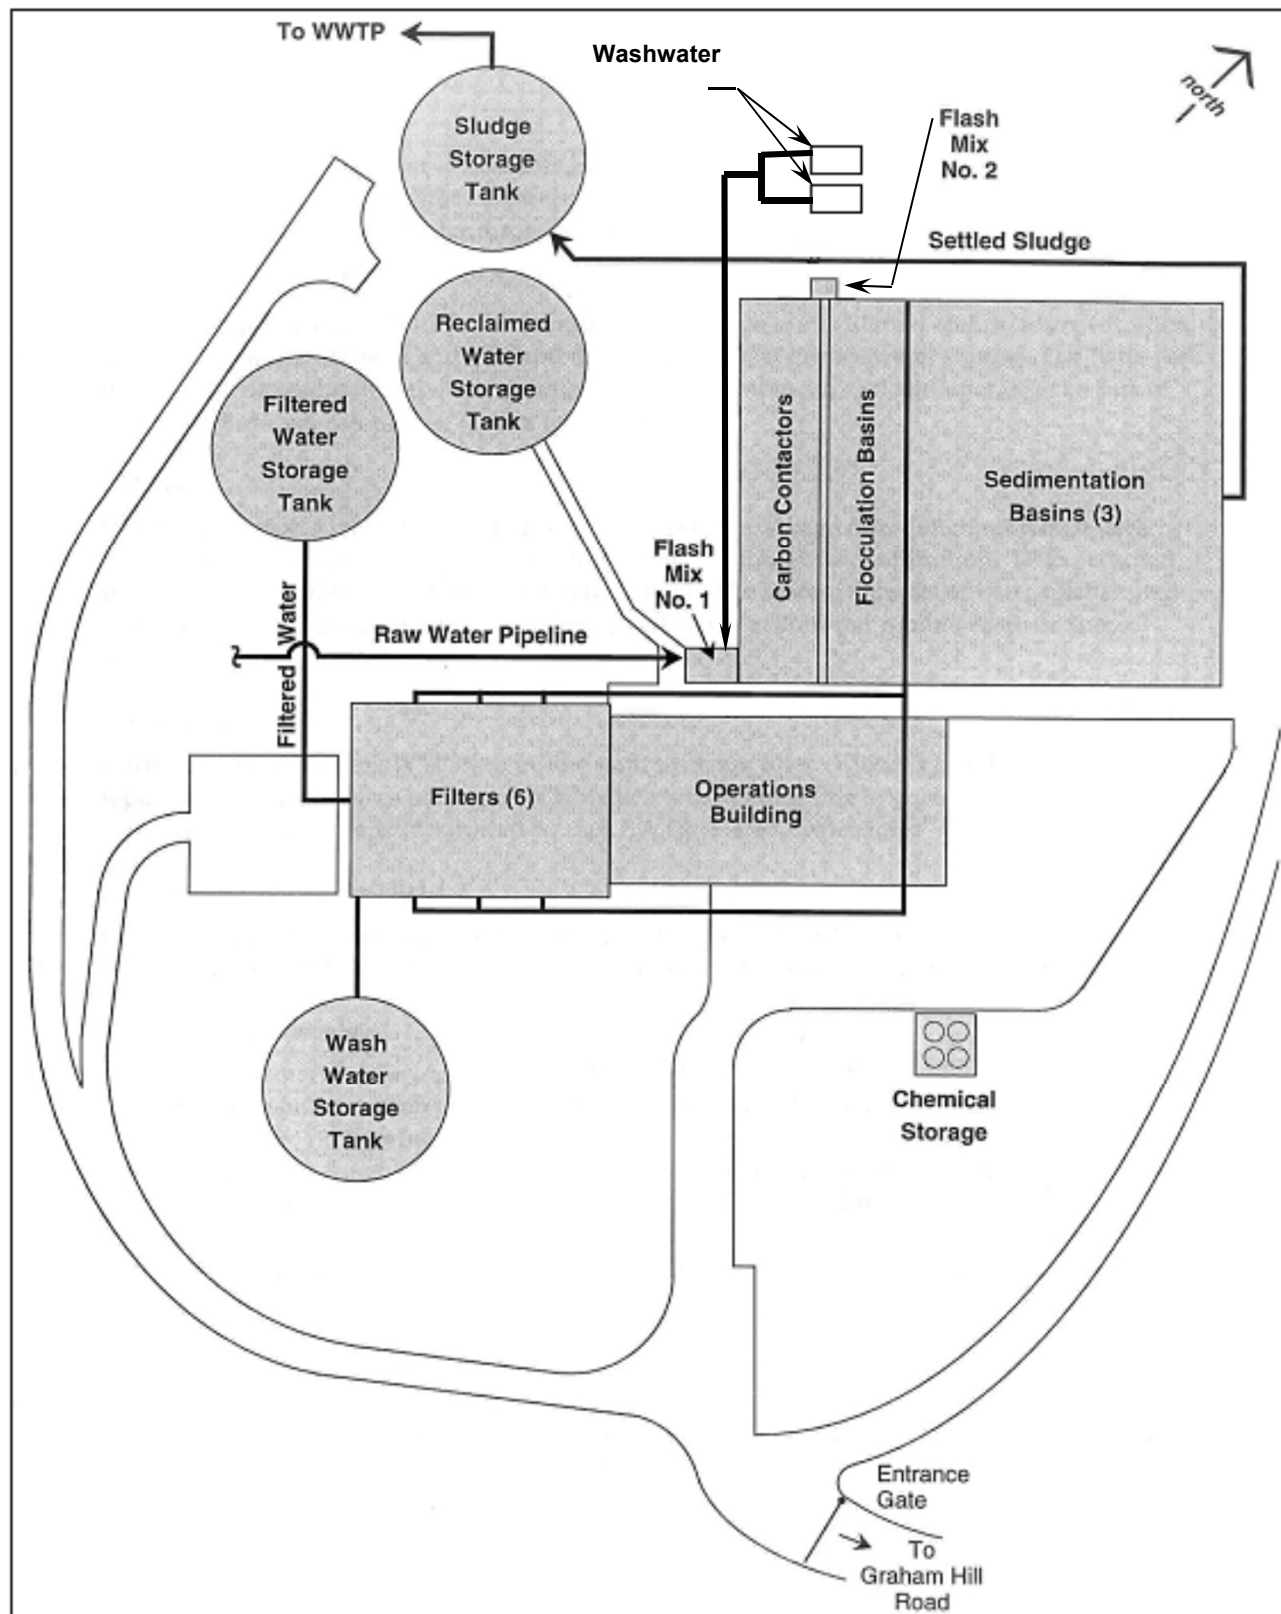 To WWTP
Washwater
north
Sludge
Storage
Tank
Flash
Mix
No. 2
Settled Sludge
Reclaimed
Water
Storage
Tank
Filtered
Water
Storage
Tank
Carbon Contactors
Flocculation Basins
Sedimentation
Basins (3)
Flash
Mix
No. 1
Raw Water Pipeline
Filtered Water
Filters (6)
Operations
Building
Wash
Water
Storage
Tank
Chemical
Storage
Entrance
Gate
To
Graham Hill
Road